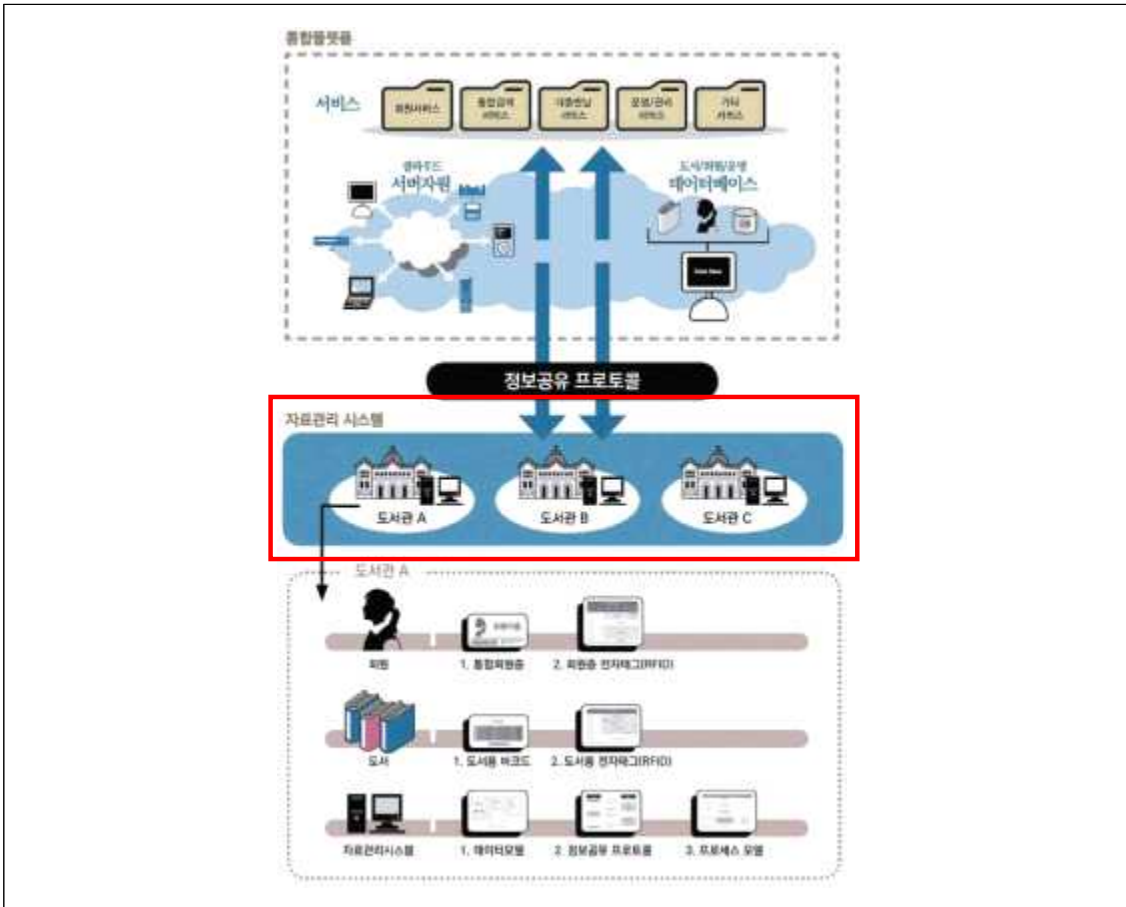 통합플랫폼
서비스
회원서비스
통합검색
서비스
대출반납
서비스
운영/관리
서비스
기타
서비스
클라우드
서버자원
도서/회원/운영
데이터베이스
정보공유 프로토콜
자료관리 시스템
도서관 A
도서관 B
도서관 C
도서관 A
회원
1. 통합회원증
2. 회원증 전자태그(RFID)
도서
1. 도서용 바코드
2. 도서용 전자태그(RFID)
자료관리시스템
1. 데이터모델
2. 정보공유 프로토콜
3. 프로세스 모델